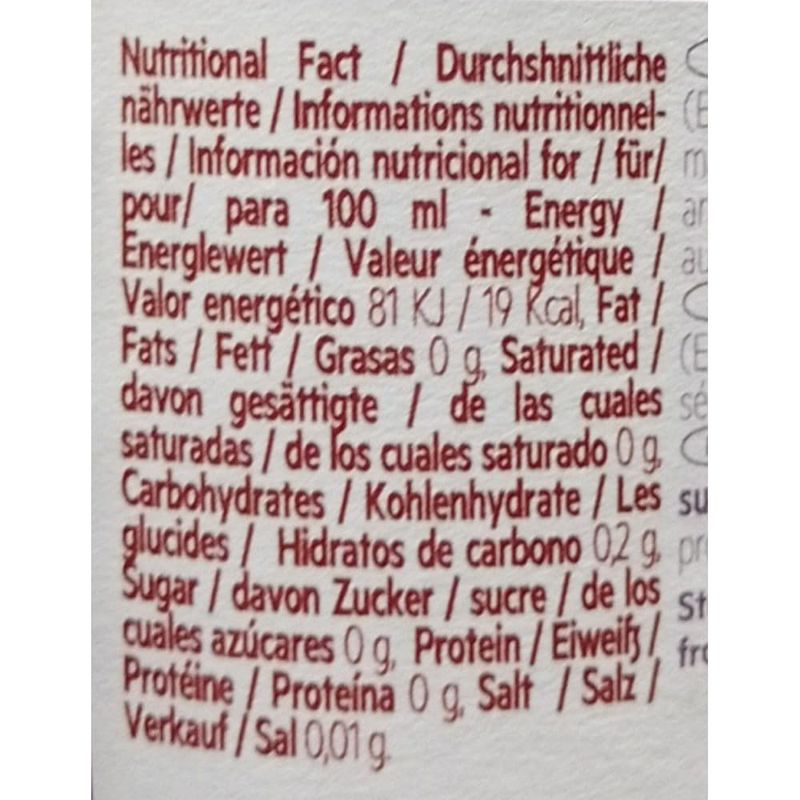 Nutritional Fact / Durchshnittliche
nährwerte / Informations nutritionnel-
les / Información nutricional for / für/
pour/ para 100 ml - Energy /
Energlewert / Valeur énergétique /
Valor energético 81 KJ / 19 Kcal, Fat /
Fats / Fett / Grasas 0 g, Saturated /
davon gesättigte / de las cuales
saturadas / de los cuales saturado 0 g,
Carbohydrates / Kohlenhydrate / Les
glucides / Hidratos de carbono 0,2 g,
Sugar / davon Zucker / sucre / de los
cuales azúcares 0 g, Protein / Eiweiß /
Protéine / Proteína 0 g, Salt / Salz /
Verkauf / Sal 0,01 g.